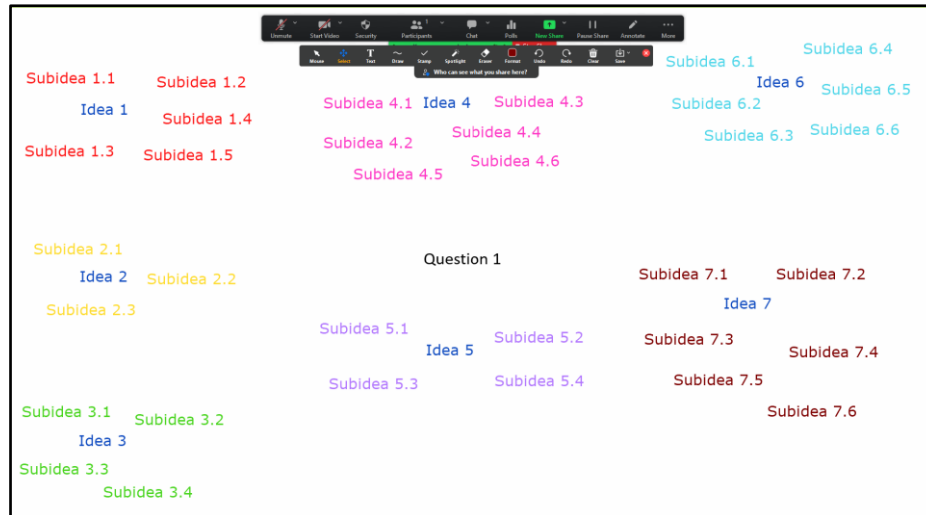 Unmute Start Video Security Participants 1 Chat Polls New Share Pause Share Annotate More
Mouse Select Text Draw Stamp Spotlight Eraser Format Undo Redo Clear Save
Who can see what you share here?
Subidea 1.1 Subidea 1.2
Idea 1
Subidea 1.4
Subidea 1.3 Subidea 1.5
Subidea 4.1 Idea 4 Subidea 4.3
Subidea 4.4
Subidea 4.2
Subidea 4.6
Subidea 4.5
Subidea 6.4
Subidea 6.1
Idea 6 Subidea 6.5
Subidea 6.2
Subidea 6.3 Subidea 6.6
Subidea 2.1
Idea 2 Subidea 2.2
Subidea 2.3
Question 1
Subidea 5.1
Idea 5 Subidea 5.2
Subidea 5.3 Subidea 5.4
Subidea 7.1 Subidea 7.2
Idea 7
Subidea 7.3
Subidea 7.4
Subidea 7.5
Subidea 7.6
Subidea 3.1
Subidea 3.2
Idea 3
Subidea 3.3
Subidea 3.4